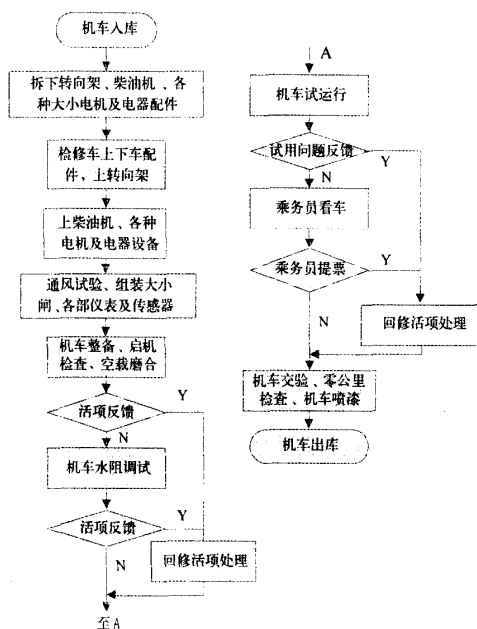 机车入库
拆下转向架、柴油机、各
种大小电机及电器配件
检修车上下车配
件，上转向架
上柴油机、各种
电机及电器设备
通风试验、组装大小
闸、各部仪表及传感器
机车整备、启机
检查、空载磨合
活项反馈
Y
N
机车水阻调试
活项反馈
Y
N
回修活项处理
至A
A
机车试运行
试用问题反馈
Y
N
乘务员看车
乘务员提票
Y
N
回修活项处理
机车交验、零公里
检查、机车喷漆
机车出库